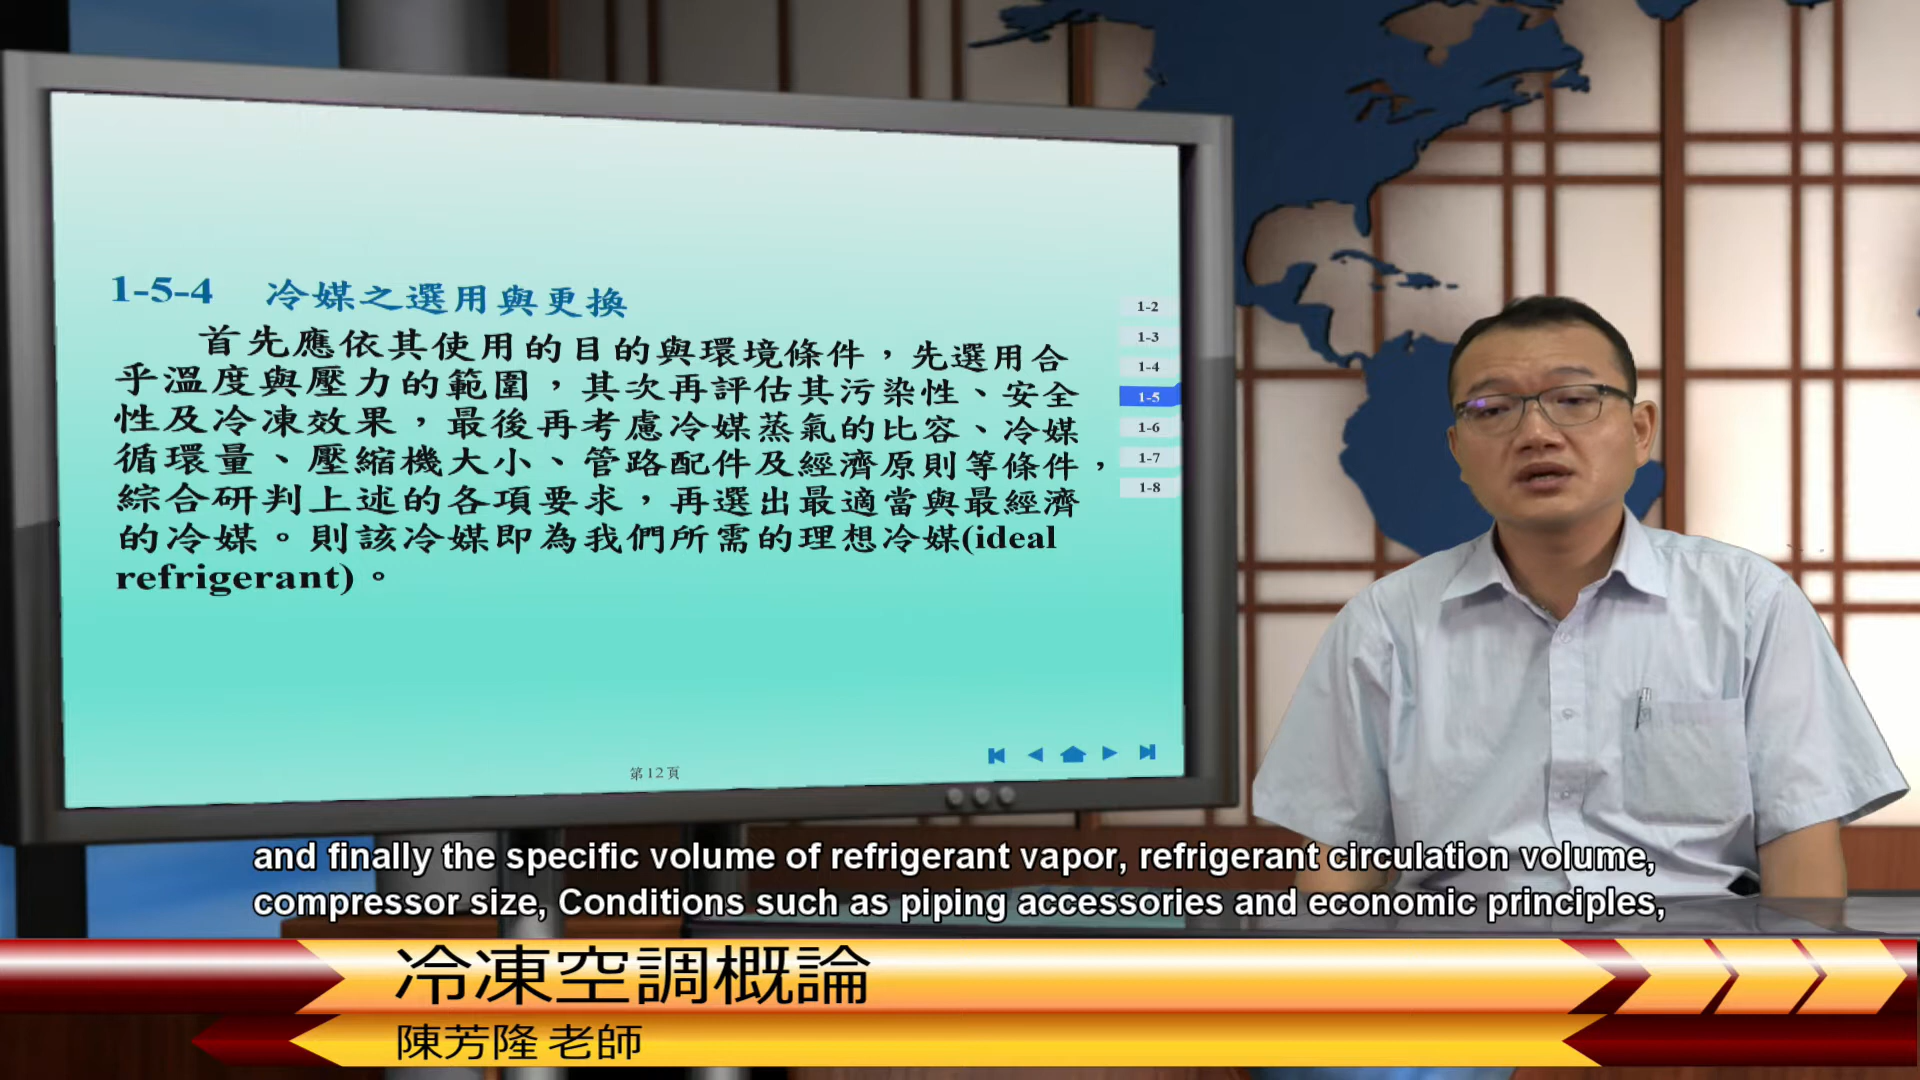 1-5-4 冷媒之選用與更換
首先應依其使用的目的與環境條件，先選用合
乎溫度與壓力的範圍，其次再評估其污染性、安全
性及冷凍效果，最後再考慮冷媒蒸氣的比容、冷媒
循環量、壓縮機大小、管路配件及經濟原則等條件，
綜合研判上述的各項要求，再選出最適當與最經濟
的冷媒。則該冷媒即為我們所需的理想冷媒(ideal
refrigerant)。
1-2
1-3
1-4
1-5
1-6
1-7
1-8
第12頁
and finally the specific volume of refrigerant vapor, refrigerant circulation volume,
compressor size, Conditions such as piping accessories and economic principles,
冷凍空調概論
陳芳隆 老師